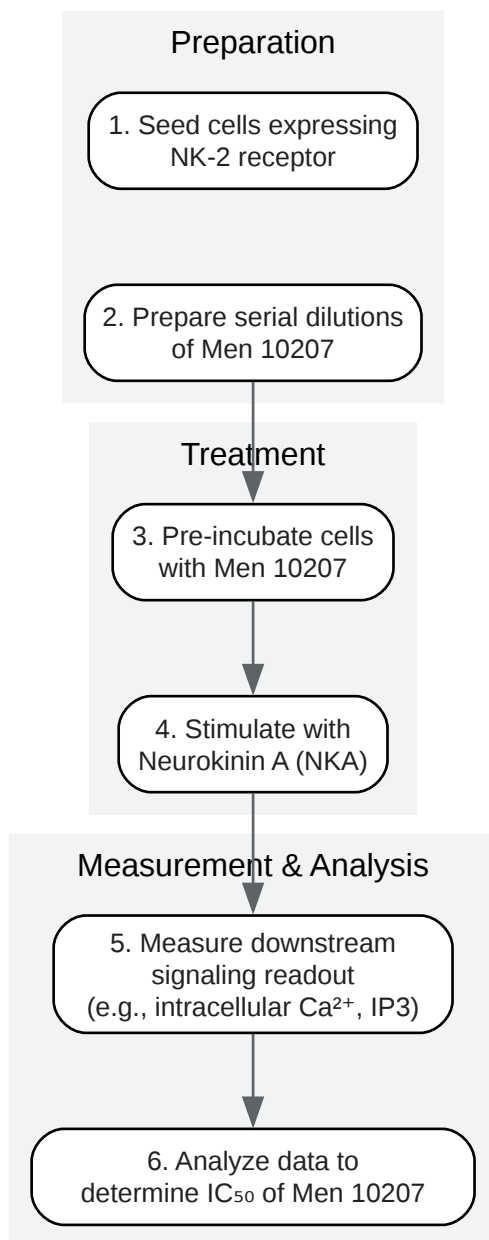 Preparation
1. Seed cells expressing
NK-2 receptor
2. Prepare serial dilutions
of Men 10207
Treatment
3. Pre-incubate cells
with Men 10207
4. Stimulate with
Neurokinin A (NKA)
Measurement & Analysis
5. Measure downstream
signaling readout
(e.g., intracellular Ca²⁺, IP3)
6. Analyze data to
determine IC₅₀ of Men 10207